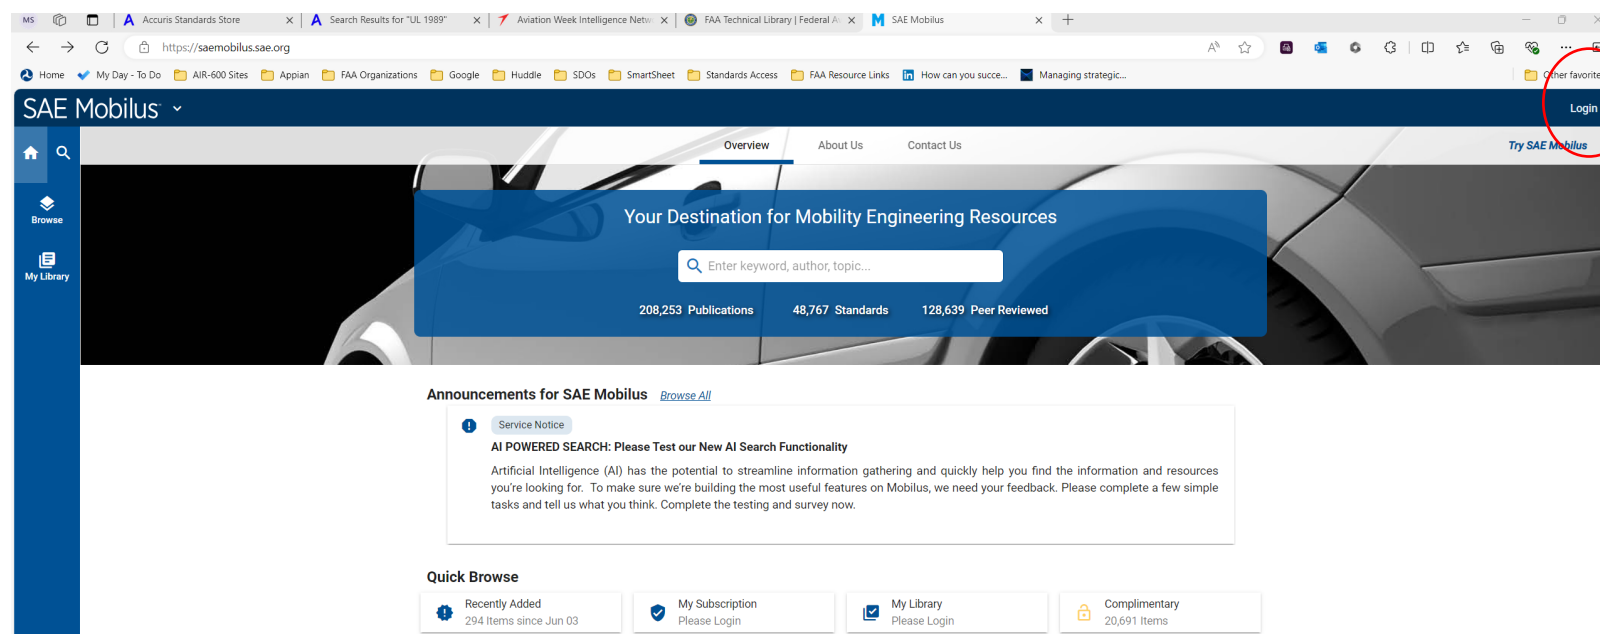 MS Accuris Standards Store Search Results for "UL 1989" Aviation Week Intelligence Netw FAA Technical Library | Federal A SAE Mobilus
https://saemobilus.sae.org
Home My Day - To Do AIR-600 Sites Appian FAA Organizations Google Huddle SDOs SmartSheet Standards Access FAA Resource Links How can you succe... Managing strategic... Other favorite
SAE Mobilus Login
Overview About Us Contact Us Try SAE Mobilus
Browse
My Library
Your Destination for Mobility Engineering Resources
Enter keyword, author, topic...
208,253 Publications 48,767 Standards 128,639 Peer Reviewed
Announcements for SAE Mobilus Browse All
Service Notice
AI POWERED SEARCH: Please Test our New AI Search Functionality
Artificial Intelligence (AI) has the potential to streamline information gathering and quickly help you find the information and resources
you're looking for. To make sure we're building the most useful features on Mobilus, we need your feedback. Please complete a few simple
tasks and tell us what you think. Complete the testing and survey now.
Quick Browse
Recently Added My Subscription My Library Complimentary
294 Items since Jun 03 Please Login Please Login 20,691 Items